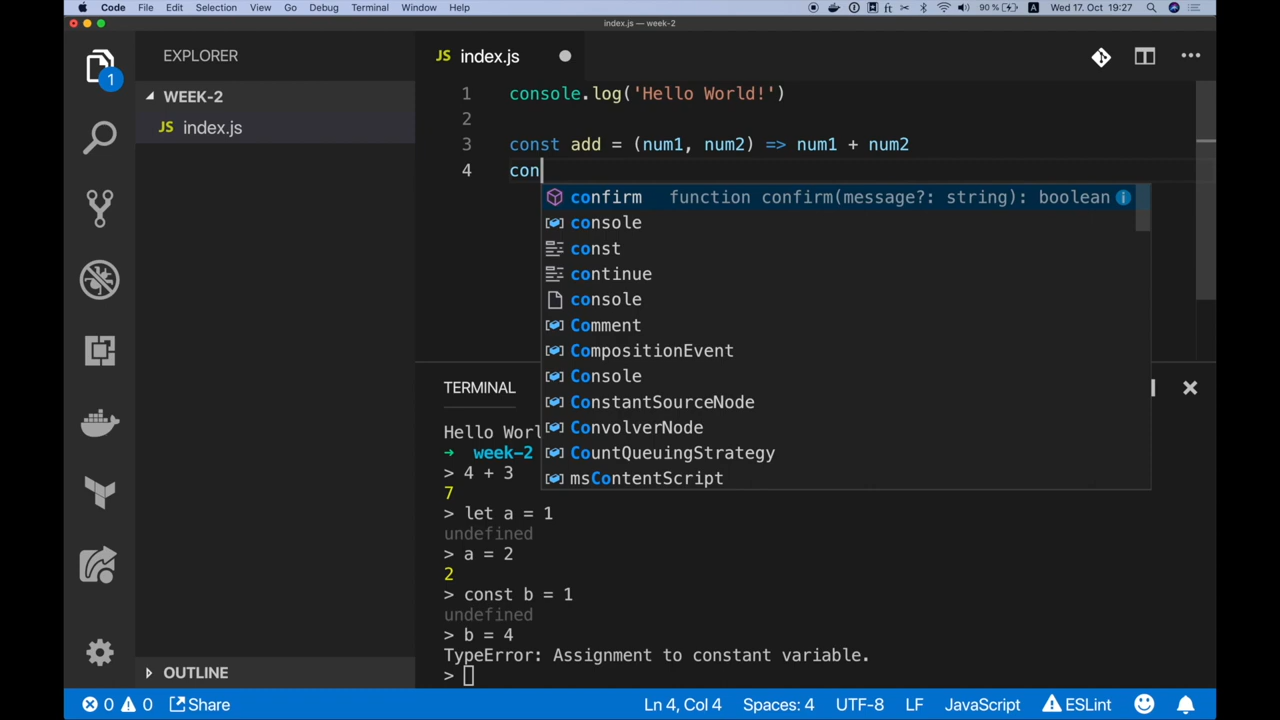 Code File Edit Selection View Go Debug Terminal Window Help ft 90 % A Wed 17. Oct 19:27
index.js — week-2
EXPLORER
1
WEEK-2
JS index.js
OUTLINE
JS index.js
1 console.log('Hello World!')
2
3 const add = (num1, num2) => num1 + num2
4 con
confirm function confirm(message?: string): boolean
console
const
continue
console
Comment
CompositionEvent
Console
ConstantSourceNode
ConvolverNode
CountQueuingStrategy
msContentScript
TERMINAL
Hello Worl
→ week-2
> 4 + 3
7
> let a = 1
undefined
> a = 2
2
> const b = 1
undefined
> b = 4
TypeError: Assignment to constant variable.
>
0 0 Share Ln 4, Col 4 Spaces: 4 UTF-8 LF JavaScript ESLint